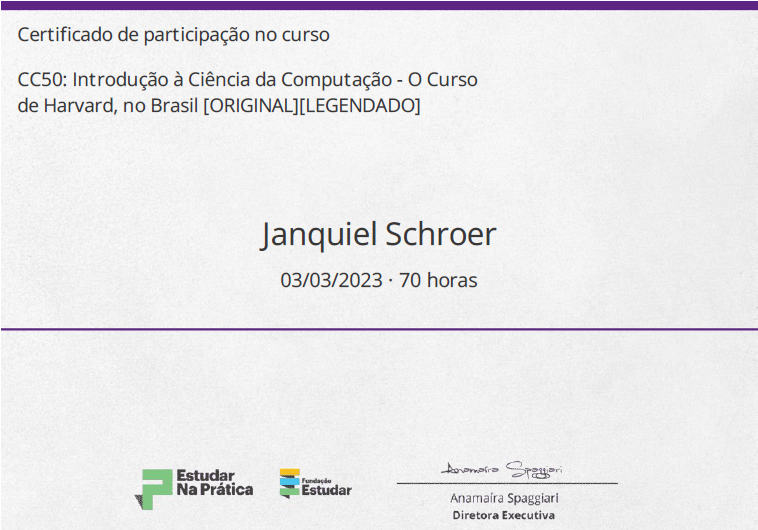 Certificado de participação no curso
CC50: Introdução à Ciência da Computação - O Curso
de Harvard, no Brasil [ORIGINAL][LEGENDADO]
Janquiel Schroer
03/03/2023 · 70 horas
Estudar
Na Prática
Fundação
Estudar
Anamaíra Spaggiari
Anamaíra Spaggiari
Diretora Executiva